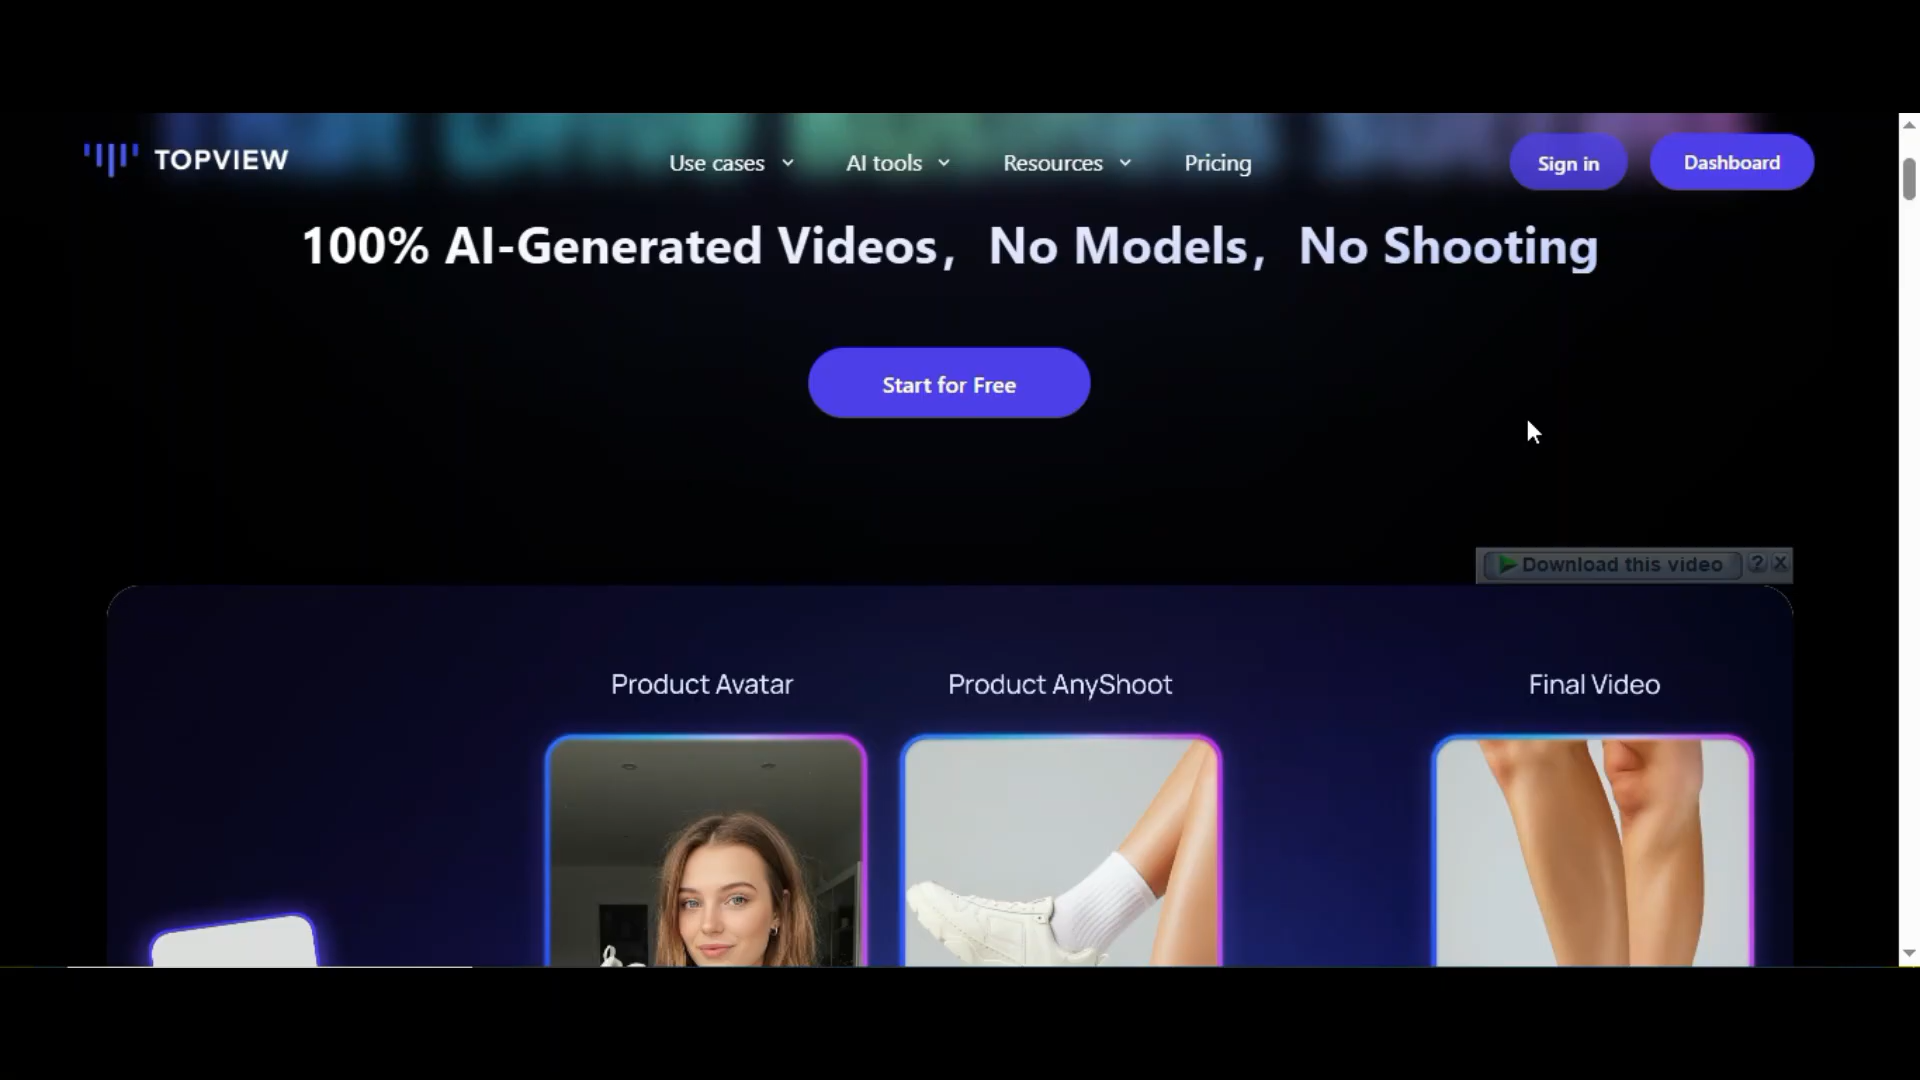 TOPVIEW
Use cases
AI tools
Resources
Pricing
Sign in
Dashboard
100% AI-Generated Videos，No Models，No Shooting
Start for Free
Download this video
?
X
Product Avatar
Product AnyShoot
Final Video